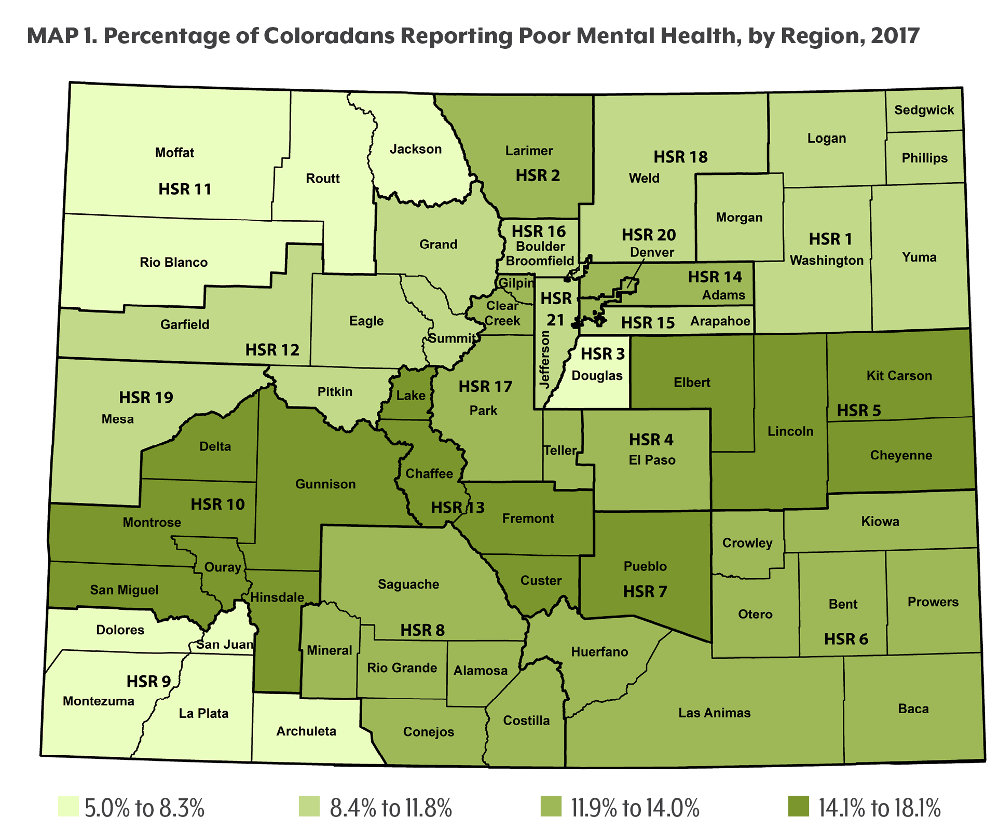 MAP 1. Percentage of Coloradans Reporting Poor Mental Health, by Region, 2017
Sedgwick
Logan
Moffat
Jackson
Larimer
HSR 18
Phillips
HSR 2
Routt
Weld
HSR 11
Morgan
HSR 16
HSR 20
HSR 1
Grand
Boulder
Denver
Rio Blanco
Broomfield
Washington
Yuma
Gilpin
HSR 14
Adams
HSR
21
Clear
Creek
Garfield
Eagle
HSR 15
Arapahoe
Summit
HSR 12
HSR 3
Jefferson
Douglas
Kit Carson
Elbert
HSR 17
Pitkin
Lake
HSR 19
Park
HSR 5
Mesa
Lincoln
HSR 4
Delta
Teller
El Paso
Cheyenne
Chaffee
Gunnison
HSR 10
HSR 13
Montrose
Fremont
Kiowa
Crowley
Ouray
Pueblo
Custer
Saguache
San Miguel
HSR 7
Hinsdale
Bent
Prowers
Otero
Dolores
HSR 8
HSR 6
San Juan
Mineral
Huerfano
Rio Grande
Alamosa
HSR 9
Montezuma
La Plata
Las Animas
Baca
Costilla
Archuleta
Conejos
5.0% to 8.3%
8.4% to 11.8%
11.9% to 14.0%
14.1% to 18.1%